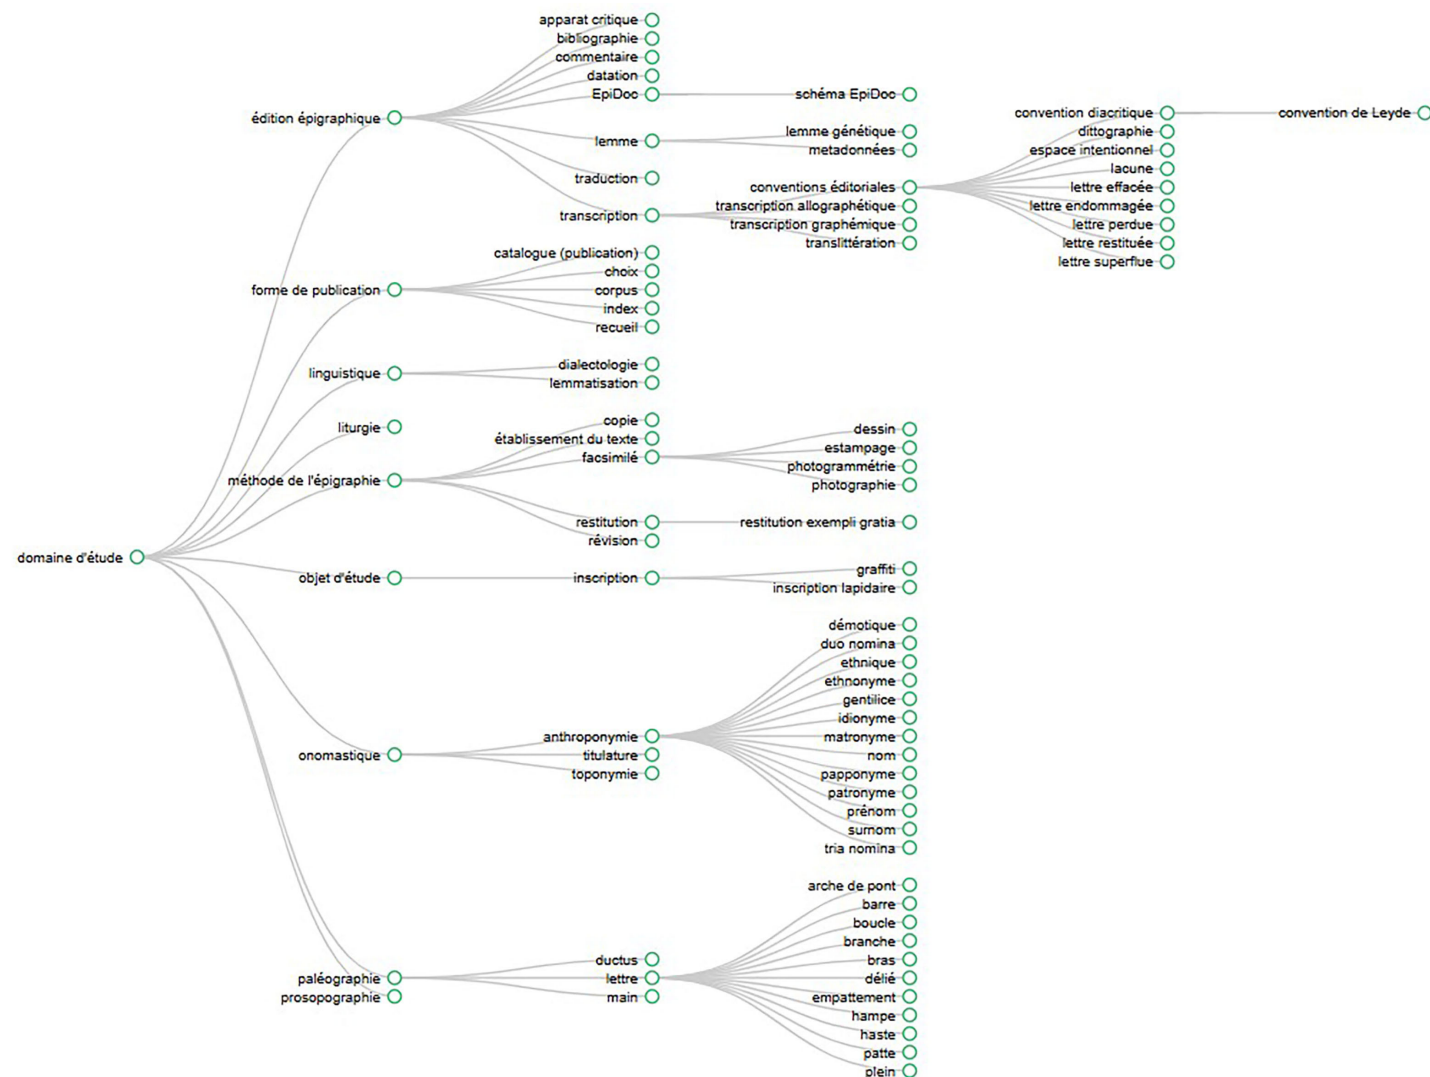 domaine d'étude
édition épigraphique
apparat critique
bibliographie
commentaire
datation
EpiDoc
schéma EpiDoc
lemme
lemme génétique
metadonnées
traduction
transcription
conventions éditoriales
convention diacritique
convention de Leyde
dittographie
espace intentionnel
lacune
lettre effacée
lettre endommagée
lettre perdue
lettre restituée
lettre superflue
transcription allographétique
transcription graphémique
translittération
forme de publication
catalogue (publication)
choix
corpus
index
recueil
linguistique
dialectologie
lemmatisation
liturgie
méthode de l'épigraphie
copie
établissement du texte
facsimilé
dessin
estampage
photogrammétrie
photographie
restitution
restitution exempli gratia
révision
objet d'étude
inscription
graffiti
inscription lapidaire
onomastique
anthroponymie
démotique
duo nomina
ethnique
ethnonyme
gentilice
idionyme
matronyme
nom
papponyme
patronyme
prénom
surnom
tria nomina
titulature
toponymie
paléographie
ductus
lettre
arche de pont
barre
boucle
branche
bras
délié
empattement
hampe
haste
patte
plein
main
prosopographie